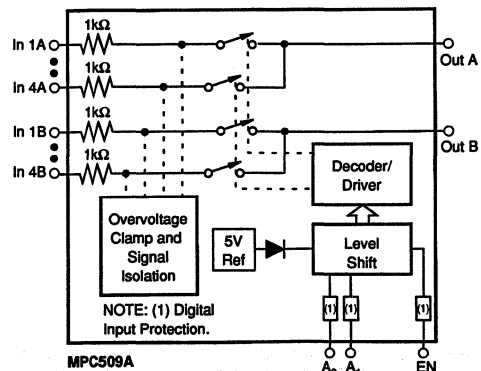 1kΩ
In 1A
Out A
1kΩ
In 4A
1kΩ
In 1B
Out B
1kΩ
In 4B
Decoder/
Driver
Overvoltage
Clamp and
Signal
Isolation
5V
Ref
Level
Shift
NOTE: (1) Digital
Input Protection.
(1) (1) (1)
MPC509A
EN